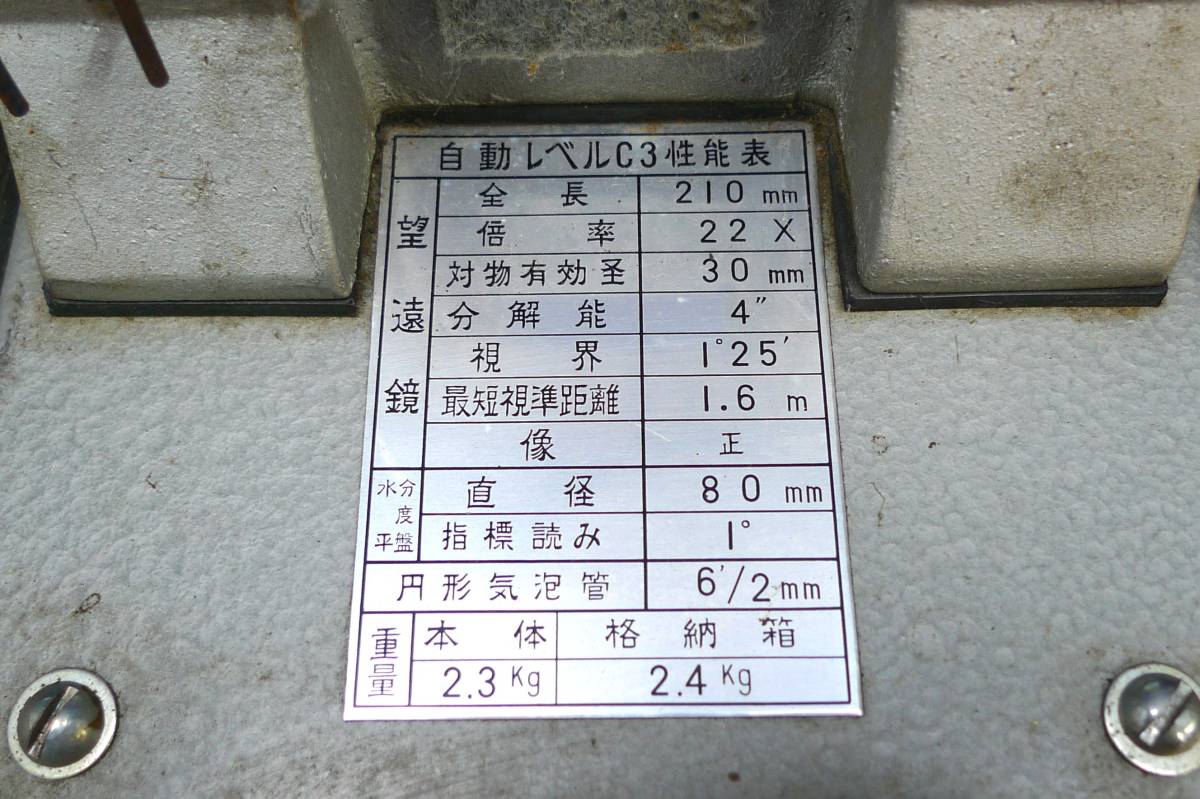 自動レベルC3性能表
望遠鏡
全長 210 mm
倍率 22 X
対物有効圣 30 mm
分解能 4″
視界 1°25′
最短視準距離 1.6 m
像 正
水平分度盤
直径 80 mm
指標読み 1°
円形気泡管 6′/2mm
重量
本体 格納箱
2.3 Kg 2.4 Kg